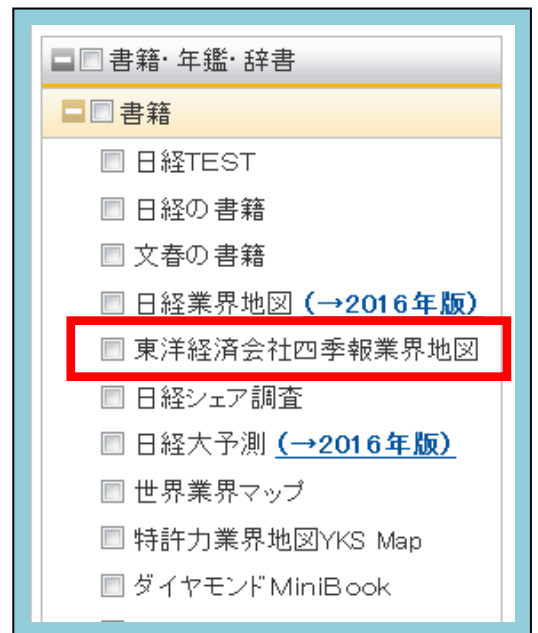 書籍・年鑑・辞書
書籍
日経TEST
日経の書籍
文春の書籍
日経業界地図 (→2016年版)
東洋経済会社四季報業界地図
日経シェア調査
日経大予測 (→2016年版)
世界業界マップ
特許力業界地図YKS Map
ダイヤモンドMiniBook